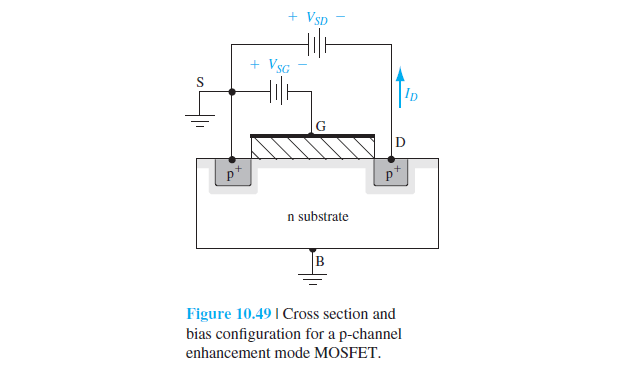 + V_SD −
+ V_SG −
S
I_D
G
D
p+
p+
n substrate
B
Figure 10.49 | Cross section and
bias configuration for a p-channel
enhancement mode MOSFET.